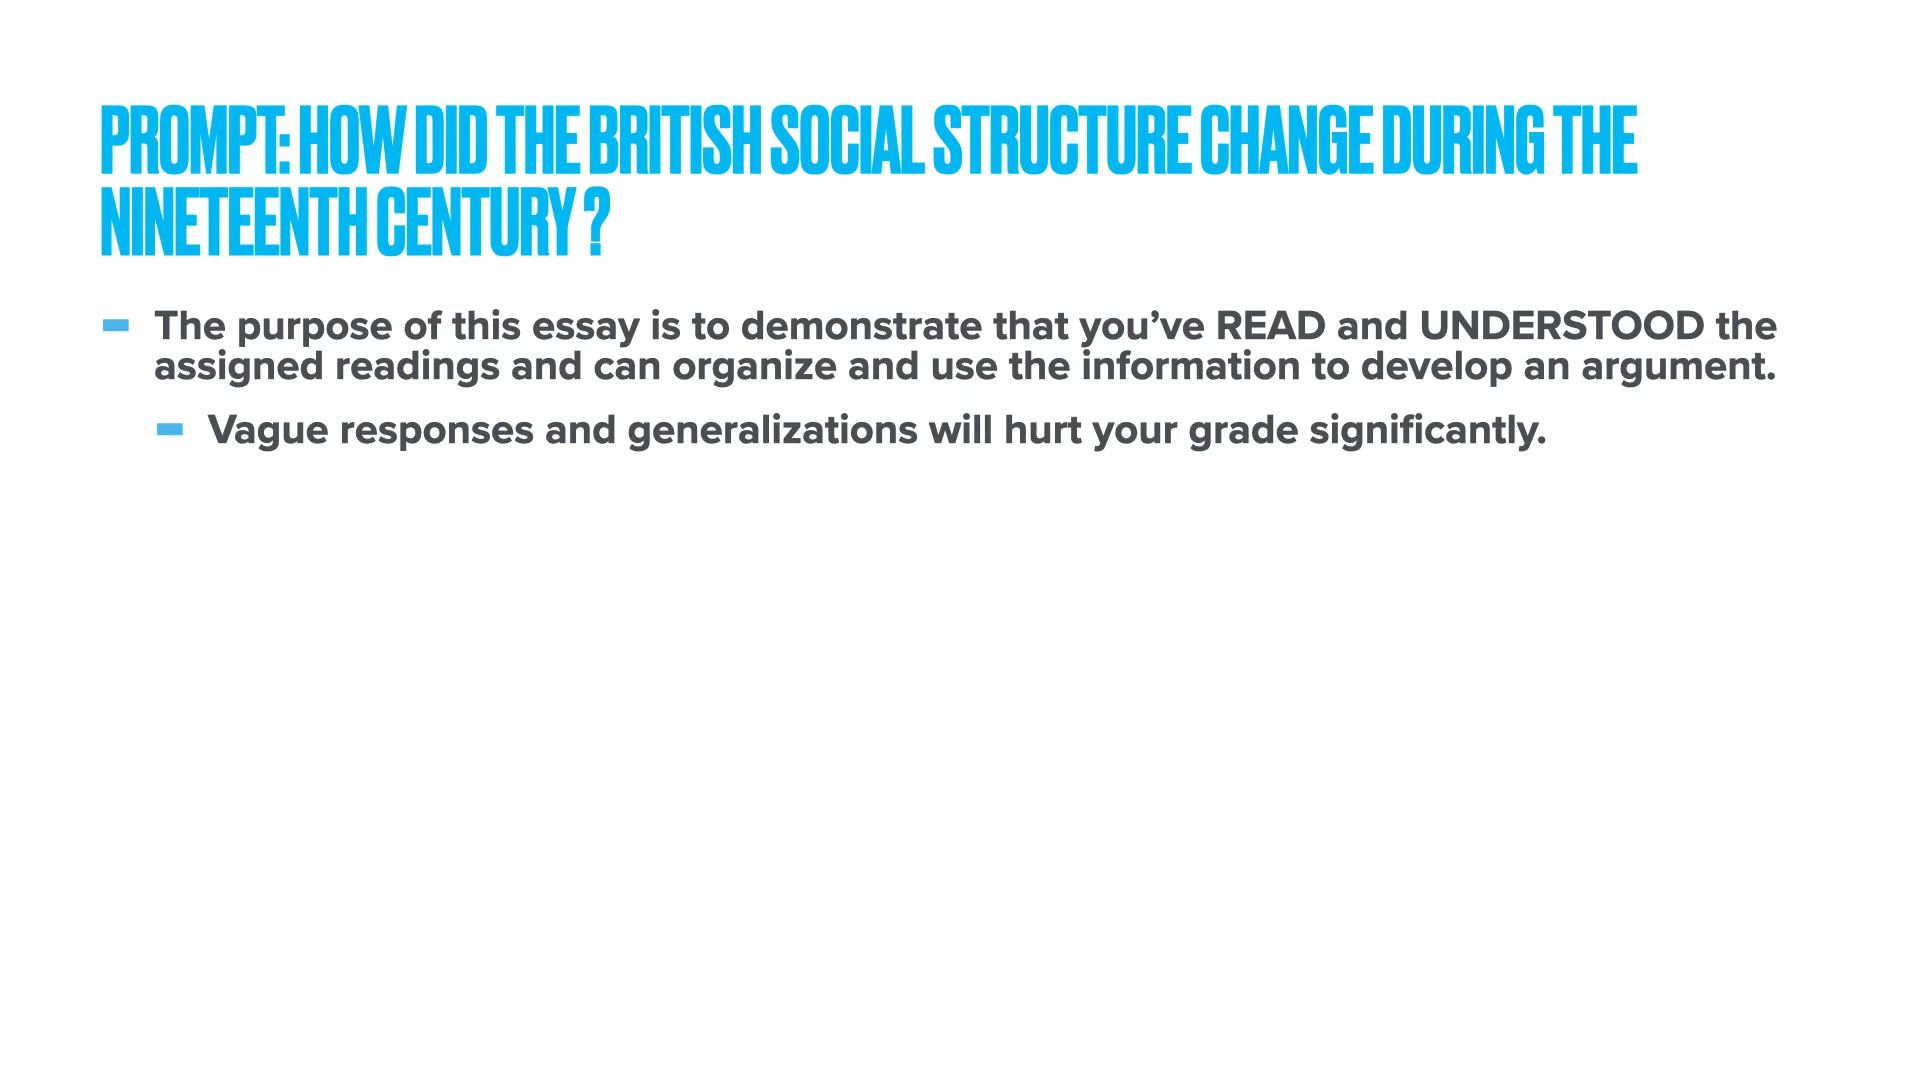 PROMPT: HOW DID THE BRITISH SOCIAL STRUCTURE CHANGE DURING THE
NINETEENTH CENTURY ?
The purpose of this essay is to demonstrate that you’ve READ and UNDERSTOOD the
assigned readings and can organize and use the information to develop an argument.
Vague responses and generalizations will hurt your grade significantly.